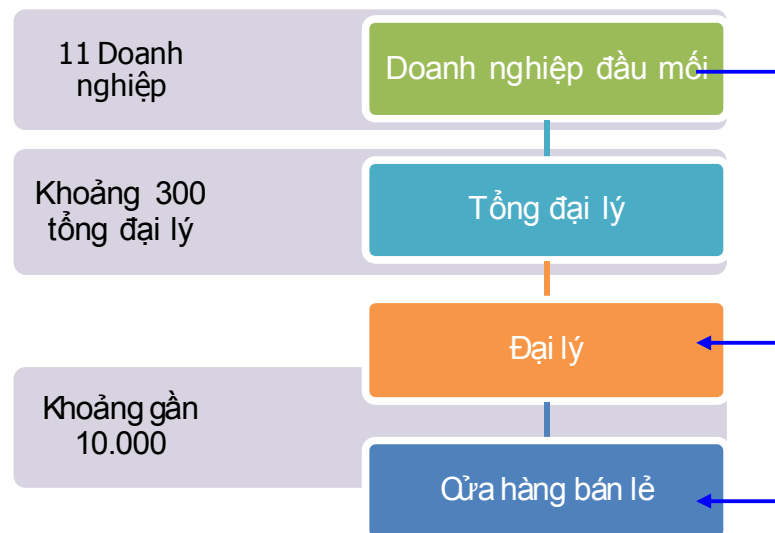 11 Doanh
nghiệp
Doanh nghiệp đầu mối
Khoảng 300
tổng đại lý
Tổng đại lý
Đại lý
Khoảng gần
10.000
Cửa hàng bán lẻ